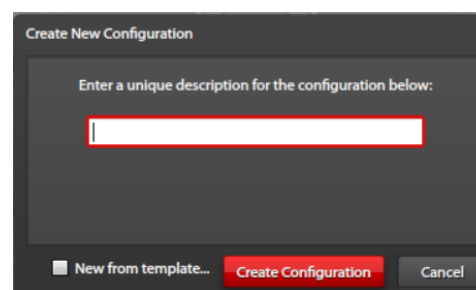 Create New Configuration
Enter a unique description for the configuration below:
New from template... Create Configuration Cancel